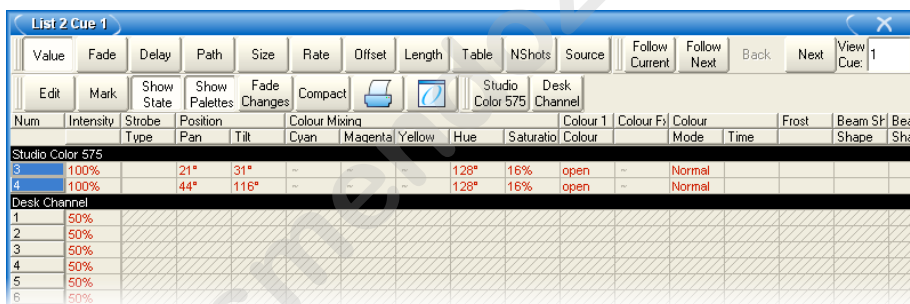 List 2 Cue 1
Value Fade Delay Path Size Rate Offset Length Table NShots Source Follow Current Follow Next Back Next View Cue: 1
Edit Mark Show State Show Palettes Fade Changes Compact Studio Color 575 Desk Channel
Num Intensity Strobe Position Colour Mixing Colour 1 Colour Fx Colour Frost Beam Sh Bea
Type Pan Tilt Cyan Magenta Yellow Hue Saturatio Colour Mode Time Shape Sha
Studio Color 575
3 100% 21° 31° ~ ~ ~ 128° 16% open ~ Normal
4 100% 44° 116° ~ ~ ~ 128° 16% open ~ Normal
Desk Channel
1 50%
2 50%
3 50%
4 50%
5 50%
6 50%